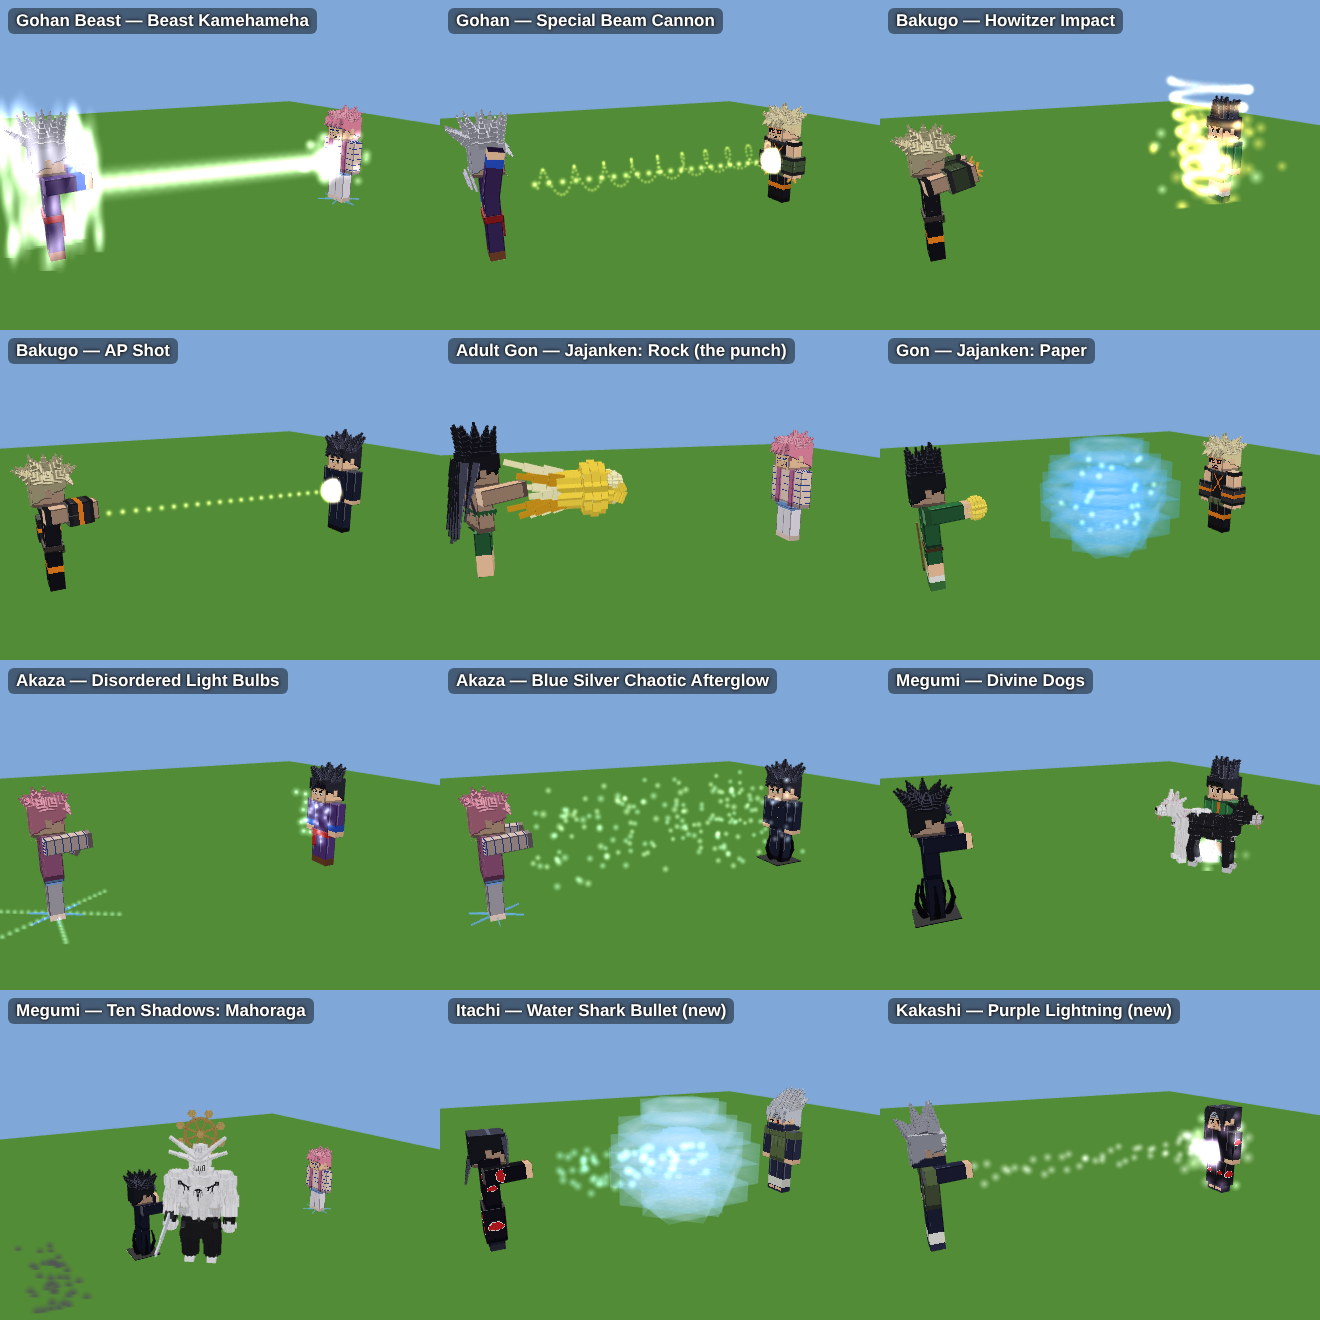 Gohan Beast — Beast Kamehameha
Gohan — Special Beam Cannon
Bakugo — Howitzer Impact
Bakugo — AP Shot
Adult Gon — Jajanken: Rock (the punch)
Gon — Jajanken: Paper
Akaza — Disordered Light Bulbs
Akaza — Blue Silver Chaotic Afterglow
Megumi — Divine Dogs
Megumi — Ten Shadows: Mahoraga
Itachi — Water Shark Bullet (new)
Kakashi — Purple Lightning (new)